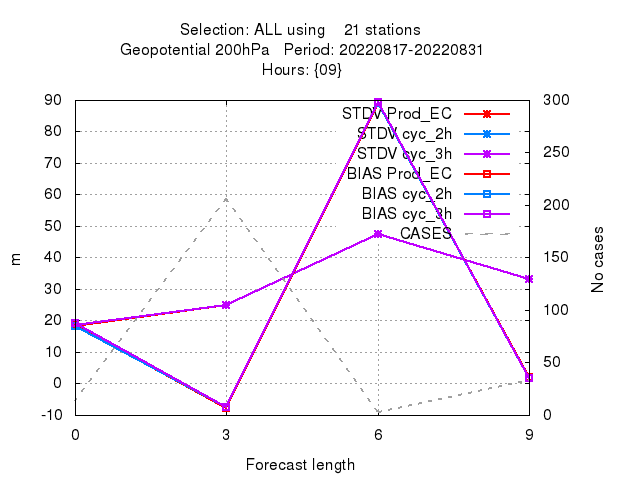 Selection: ALL using    21 stations
Geopotential 200hPa   Period: 20220817-20220831
Hours: {09}
90
80
70
60
50
40
30
20
10
0
-10
m
STDV Prod_EC
STDV cyc_2h
STDV cyc_3h
BIAS Prod_EC
BIAS cyc_2h
BIAS cyc_3h
CASES
300
250
200
150
100
50
0
No cases
0 3 6 9
Forecast length